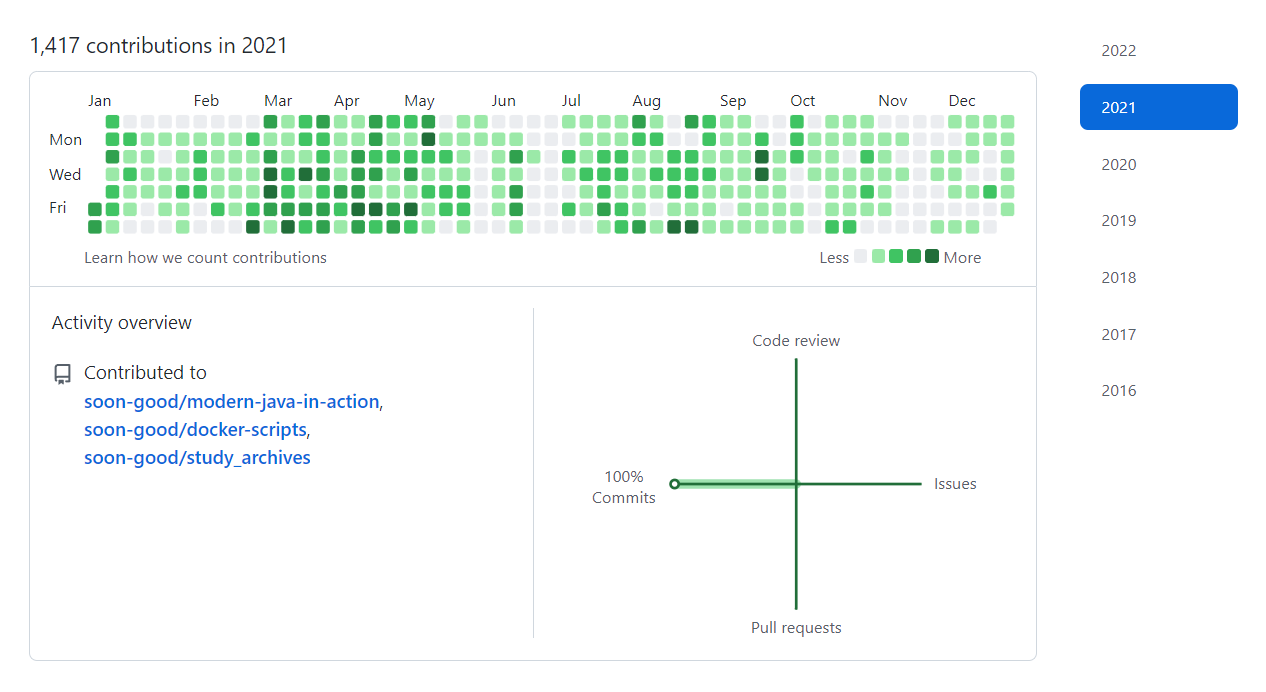 1,417 contributions in 2021
Jan Feb Mar Apr May Jun Jul Aug Sep Oct Nov Dec
Mon
Wed
Fri
Learn how we count contributions
Less More
Activity overview
Contributed to
soon-good/modern-java-in-action,
soon-good/docker-scripts,
soon-good/study_archives
Code review
100%
Commits
Issues
Pull requests
2022
2021
2020
2019
2018
2017
2016